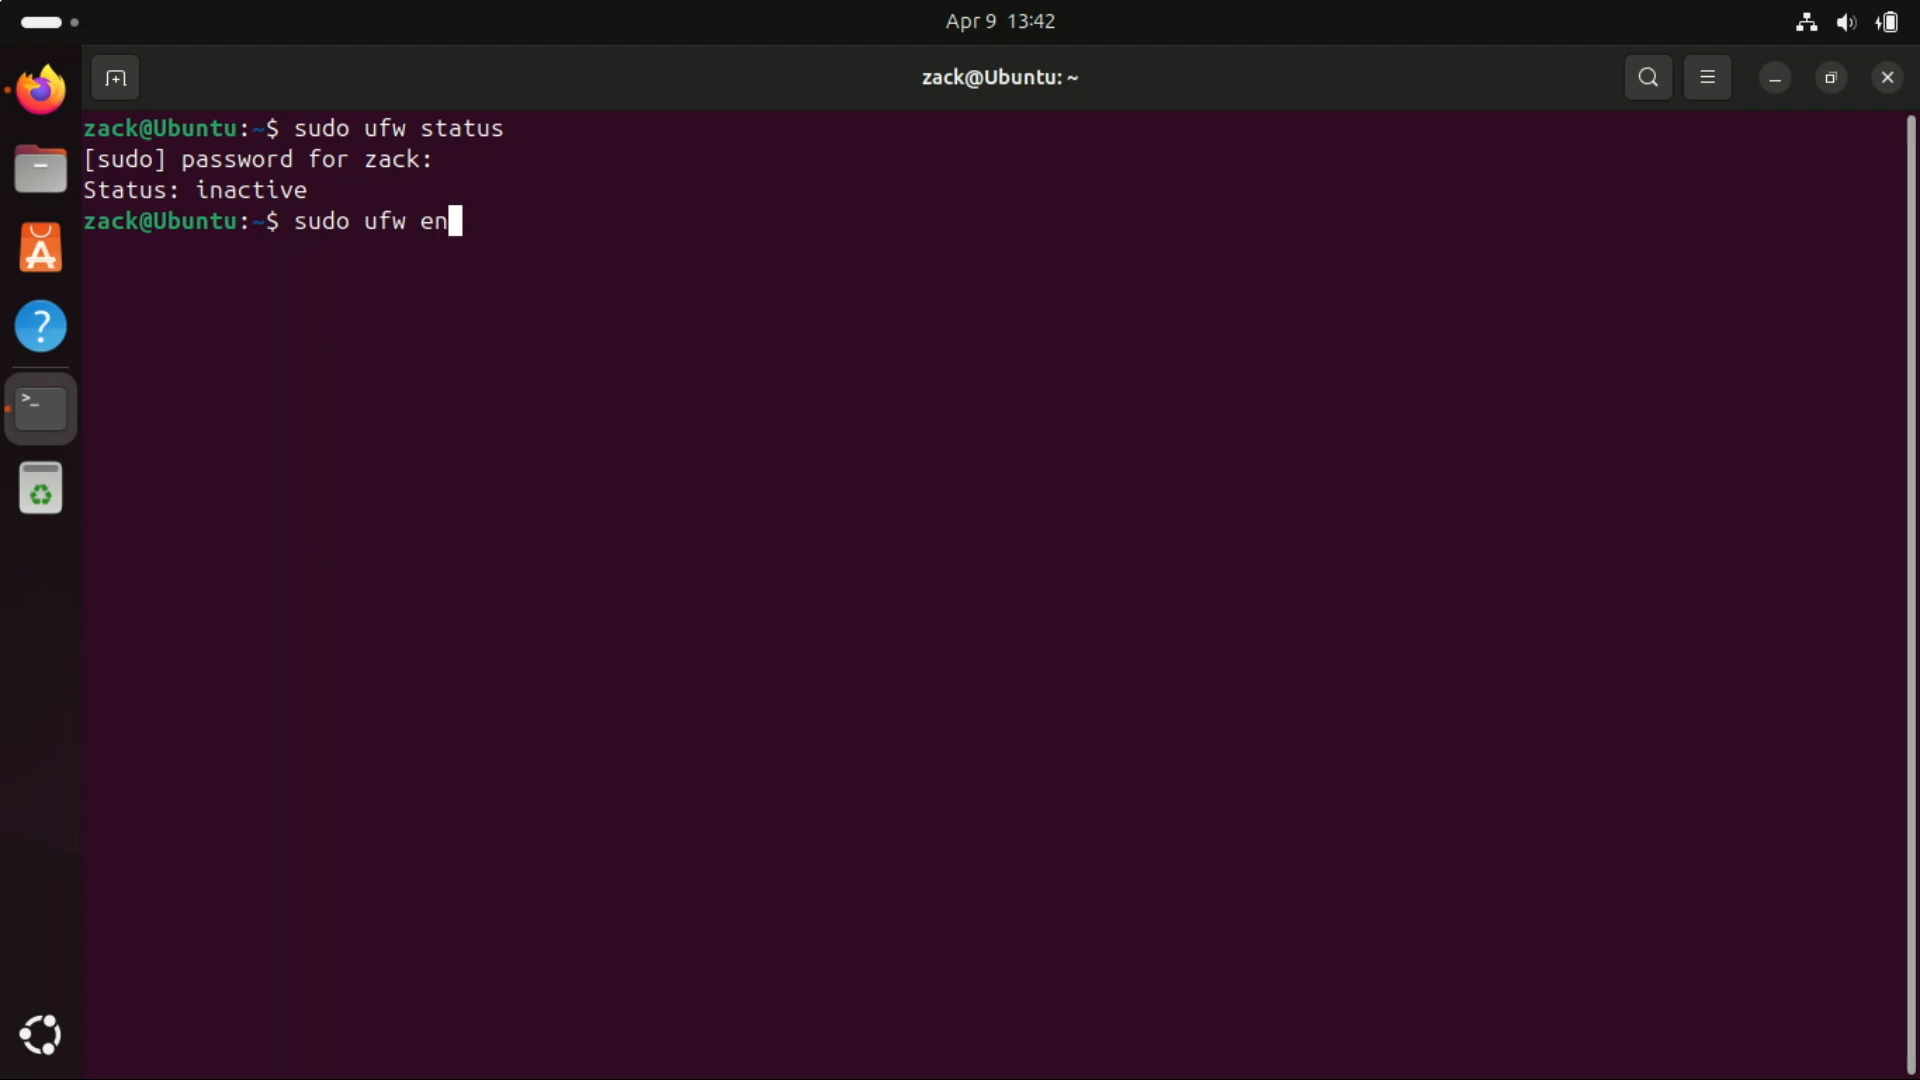 Apr 9 13:42
zack@Ubuntu: ~
zack@Ubuntu:~$ sudo ufw status
[sudo] password for zack:
Status: inactive
zack@Ubuntu:~$ sudo ufw en